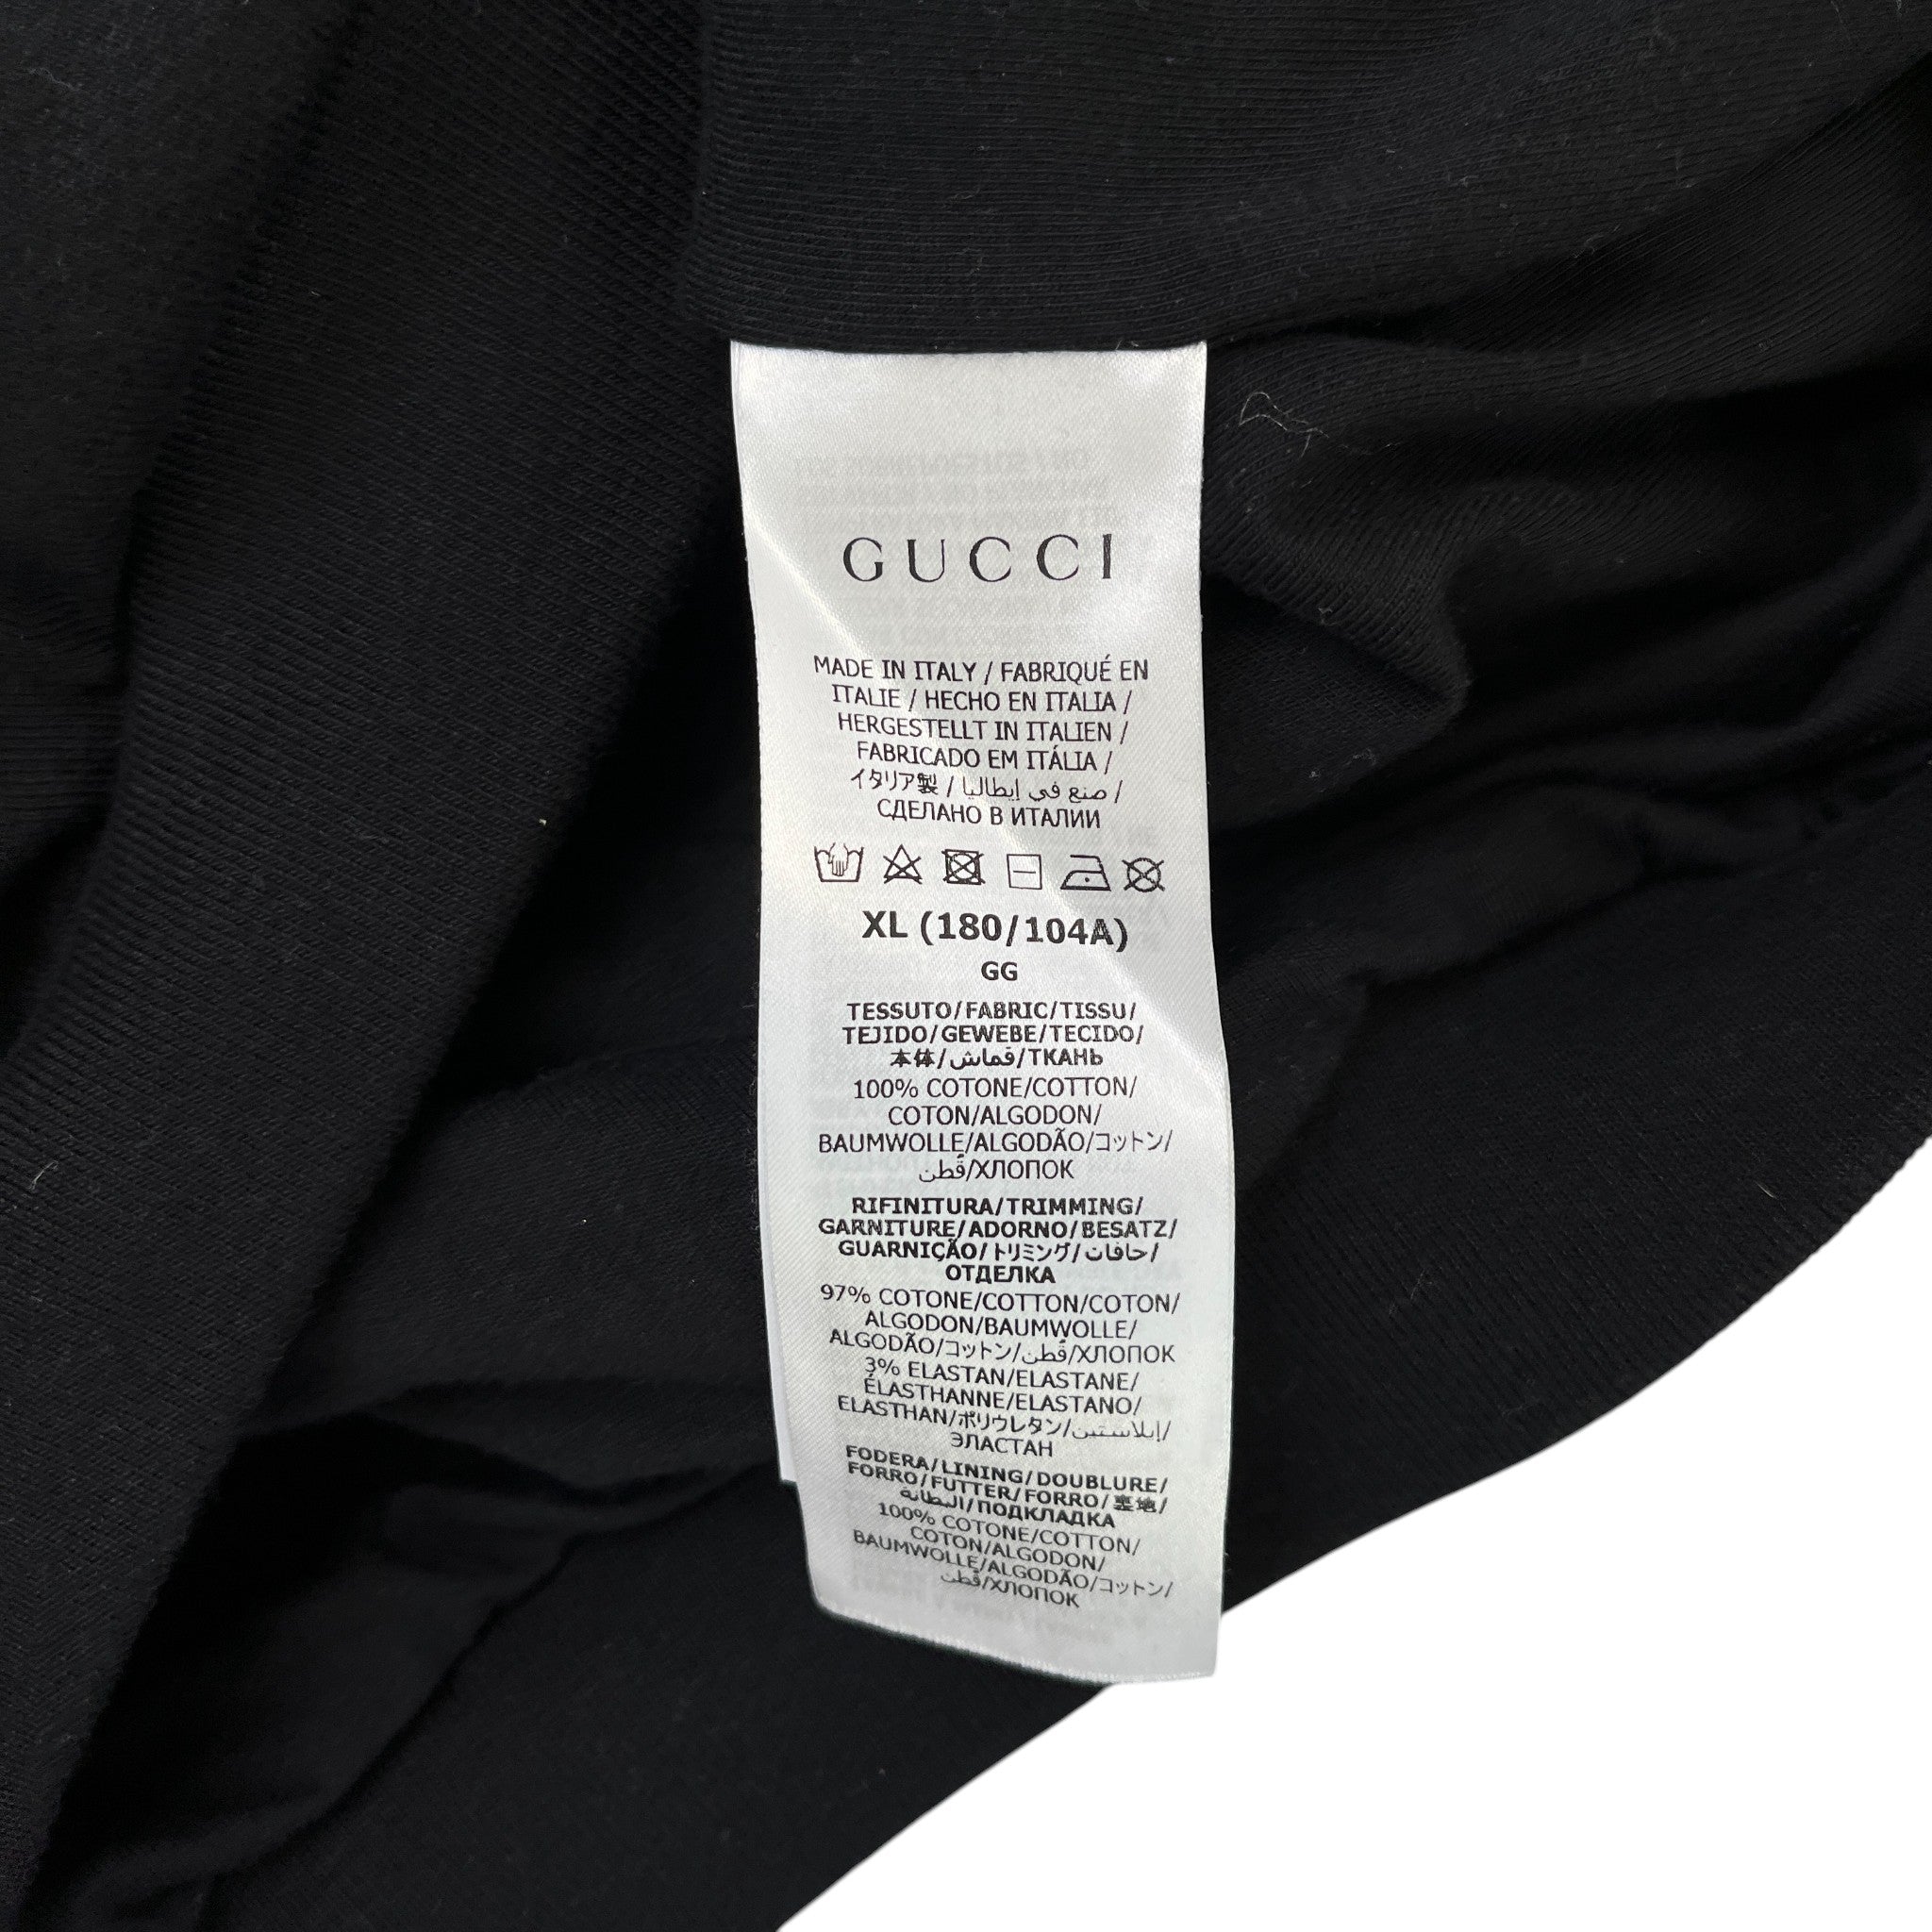 GUCCI
MADE IN ITALY / FABRIQUÉ EN
ITALIE / HECHO EN ITALIA /
HERGESTELLT IN ITALIEN /
FABRICADO EM ITÁLIA /
イタリア製 / صنع في إيطاليا /
СДЕЛАНО В ИТАЛИИ
XL (180/104A)
GG
TESSUTO/FABRIC/TISSU/
TEJIDO/GEWEBE/TECIDO/
本体/قماش/ТКАНЬ
100% COTONE/COTTON/
COTON/ALGODON/
BAUMWOLLE/ALGODÃO/コットン/
قُطن/ХЛОПОК
RIFINITURA/TRIMMING/
GARNITURE/ADORNO/BESATZ/
GUARNIÇÃO/トリミング/حافات/
ОТДЕЛКА
97% COTONE/COTTON/COTON/
ALGODON/BAUMWOLLE/
ALGODÃO/コットン/قُطن/ХЛОПОК
3% ELASTAN/ELASTANE/
ÉLASTHANNE/ELASTANO/
ELASTHAN/ポリウレタン/إيلاستين/
ЭЛАСТАН
FODERA/LINING/DOUBLURE/
FORRO/FUTTER/FORRO/裏地/
البطانة/ПОДКЛАДКА
100% COTONE/COTTON/
COTON/ALGODON/
BAUMWOLLE/ALGODÃO/コットン/
قُطن/ХЛОПОК